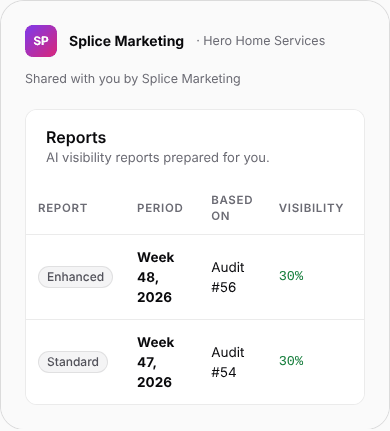 SP Splice Marketing · Hero Home Services
Shared with you by Splice Marketing
Reports
AI visibility reports prepared for you.
REPORT PERIOD BASED ON VISIBILITY
Enhanced Week 48, 2026 Audit #56 30%
Standard Week 47, 2026 Audit #54 30%